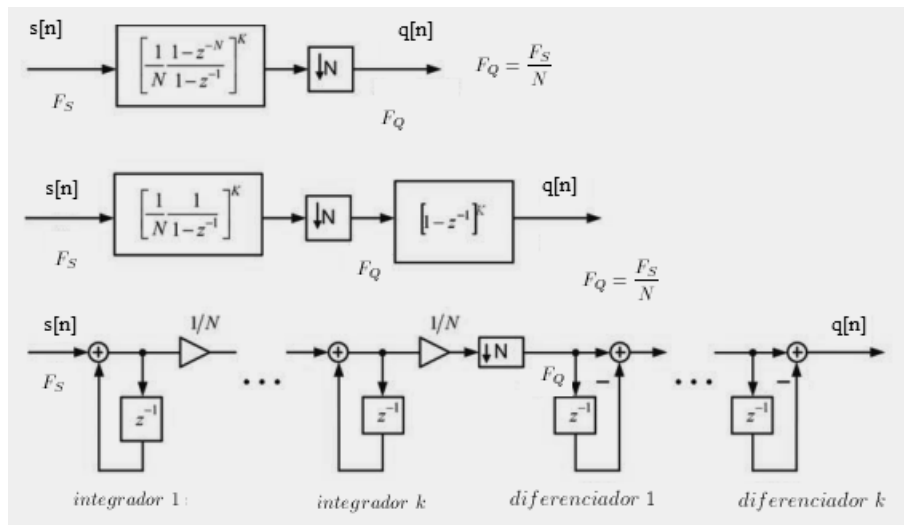 s[n] [1/N 1−z⁻ᴺ/1−z⁻¹]ᴷ ↓N q[n] F_Q = F_S/N
F_S F_Q
s[n] [1/N 1/1−z⁻¹]ᴷ ↓N [1−z⁻¹]ᴷ q[n]
F_S F_Q F_Q = F_S/N
s[n] 1/N 1/N ↓N q[n]
F_S + ... + F_Q − + ... − +
z⁻¹ z⁻¹ z⁻¹ z⁻¹
integrador 1 : integrador k diferenciador 1 diferenciador k